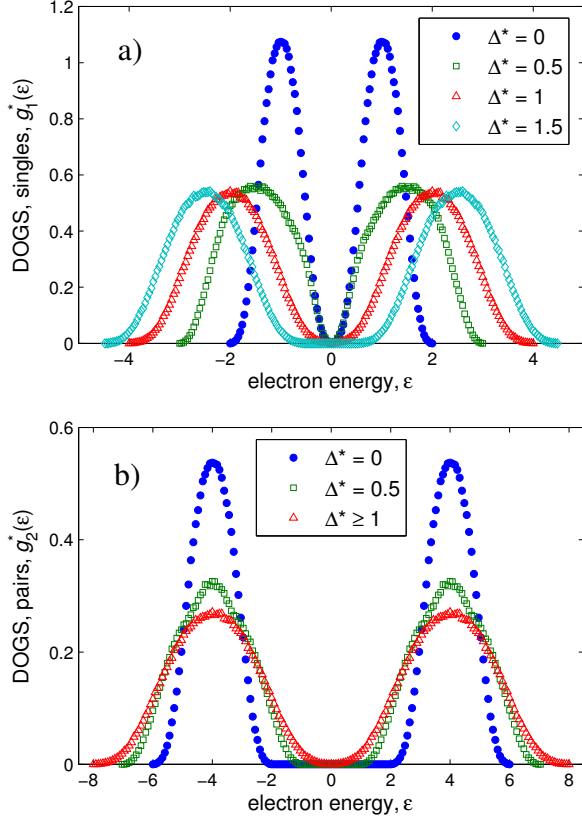 a)
Δ* = 0
Δ* = 0.5
Δ* = 1
Δ* = 1.5
DOGS, singles, g₁*(ε)
1.2
1
0.8
0.6
0.4
0.2
0
−4 −2 0 2 4
electron energy, ε
b)
Δ* = 0
Δ* = 0.5
Δ* ≥ 1
DOGS, pairs, g₂*(ε)
0.6
0.4
0.2
0
−8 −6 −4 −2 0 2 4 6 8
electron energy, ε